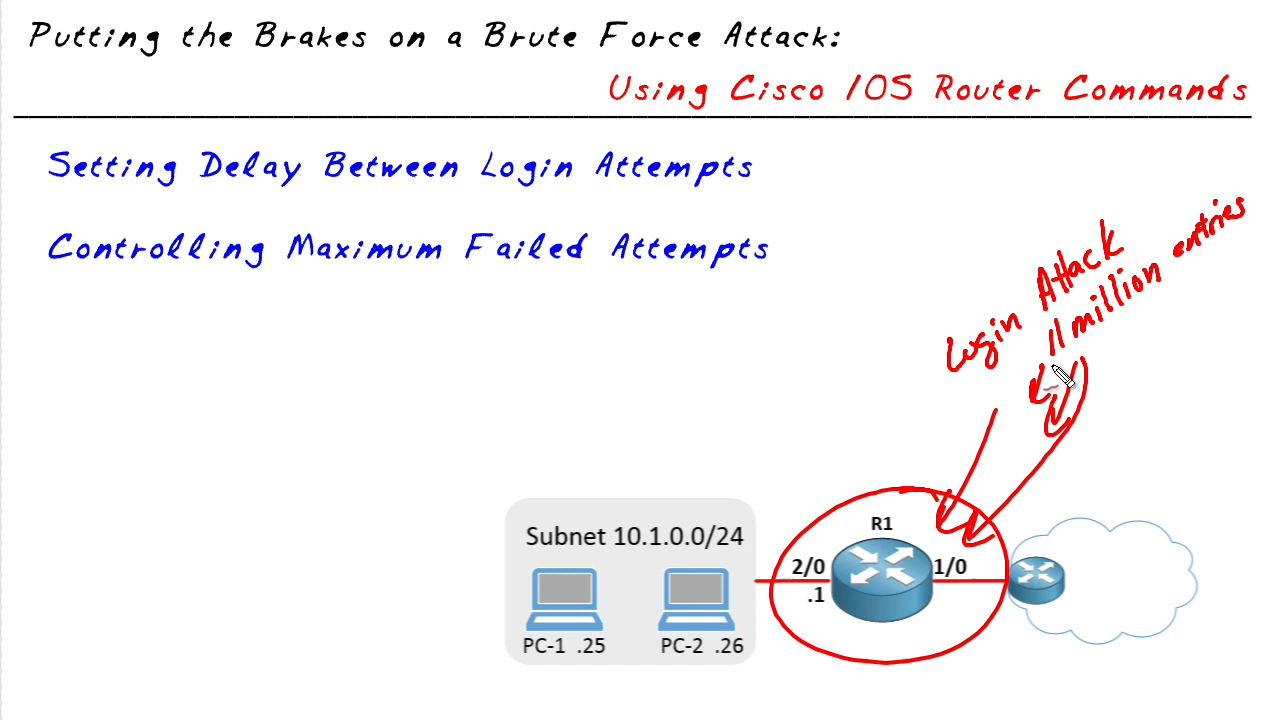 Putting the Brakes on a Brute Force Attack:
Using Cisco IOS Router Commands
Setting Delay Between Login Attempts
Controlling Maximum Failed Attempts
Login Attack
11 million entries
Subnet 10.1.0.0/24
R1
2/0
1/0
.1
PC-1 .25
PC-2 .26